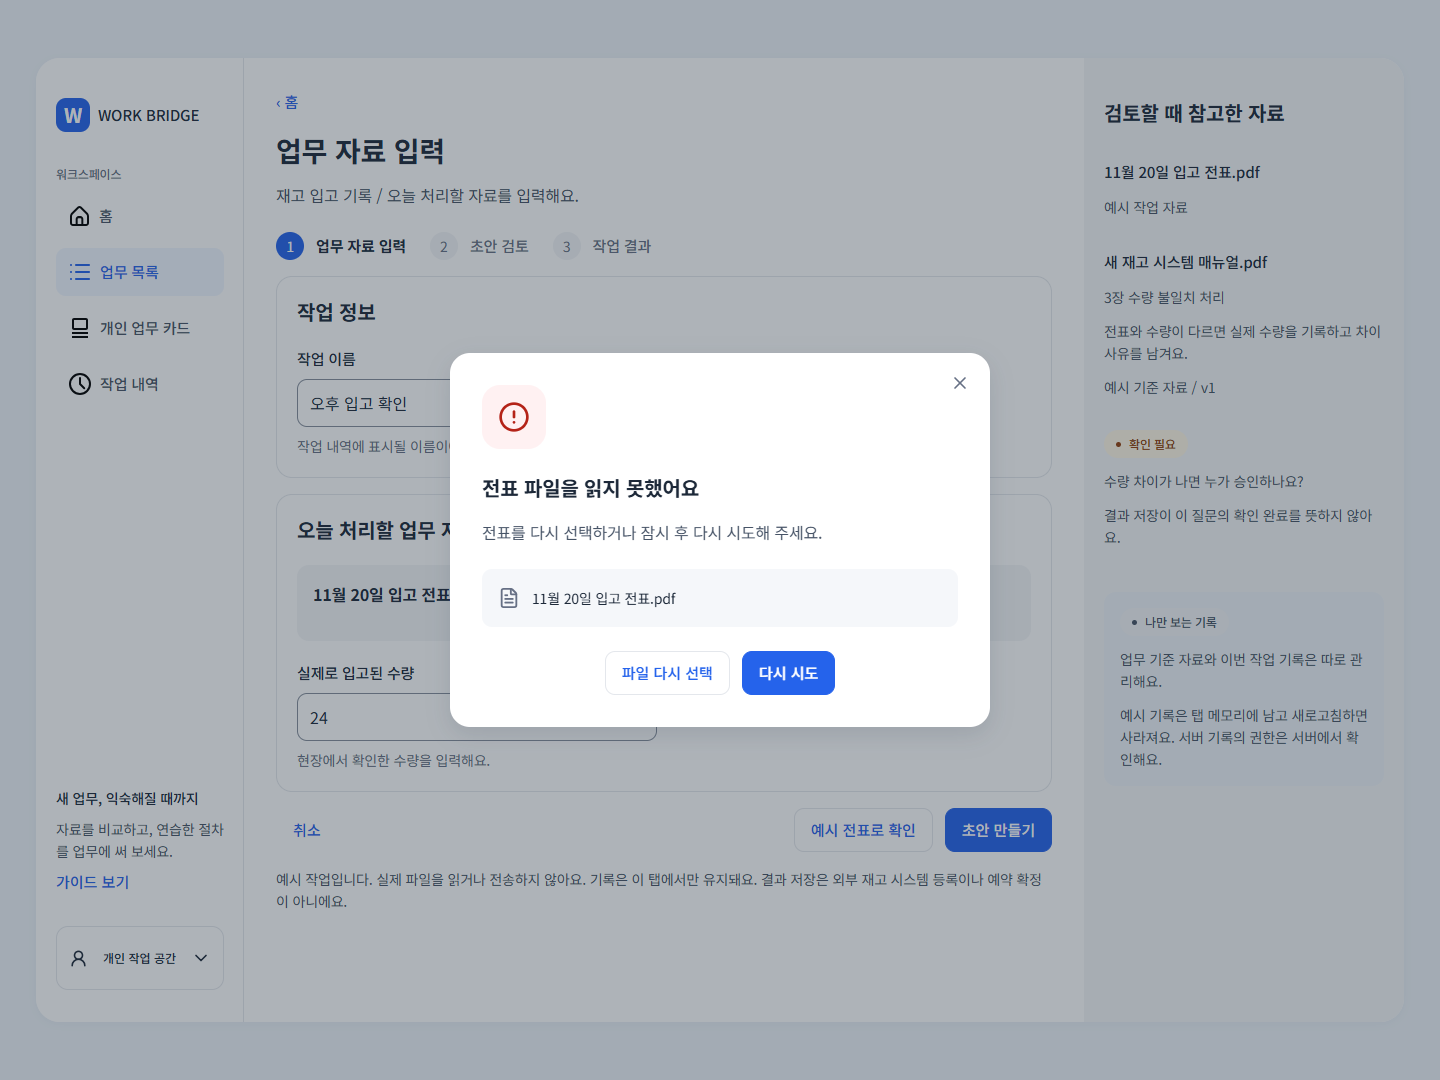 W WORK BRIDGE
워크스페이스
홈
업무 목록
개인 업무 카드
작업 내역
새 업무, 익숙해질 때까지
자료를 비교하고, 연습한 절차
를 업무에 써 보세요.
가이드 보기
개인 작업 공간
‹ 홈
업무 자료 입력
재고 입고 기록 / 오늘 처리할 자료를 입력해요.
1 업무 자료 입력 2 초안 검토 3 작업 결과
작업 정보
작업 이름
오후 입고 확인
작업 내역에 표시될 이름이
오늘 처리할 업무
11월 20일 입고 전표
실제로 입고된 수량
24
현장에서 확인한 수량을 입력해요.
취소
예시 전표로 확인
초안 만들기
예시 작업입니다. 실제 파일을 읽거나 전송하지 않아요. 기록은 이 탭에서만 유지돼요. 결과 저장은 외부 재고 시스템 등록이나 예약 확정
이 아니에요.
전표 파일을 읽지 못했어요
전표를 다시 선택하거나 잠시 후 다시 시도해 주세요.
11월 20일 입고 전표.pdf
파일 다시 선택
다시 시도
검토할 때 참고한 자료
11월 20일 입고 전표.pdf
예시 작업 자료
새 재고 시스템 매뉴얼.pdf
3장 수량 불일치 처리
전표와 수량이 다르면 실제 수량을 기록하고 차이
사유를 남겨요.
예시 기준 자료 / v1
확인 필요
수량 차이가 나면 누가 승인하나요?
결과 저장이 이 질문의 확인 완료를 뜻하지 않아
요.
나만 보는 기록
업무 기준 자료와 이번 작업 기록은 따로 관
리해요.
예시 기록은 탭 메모리에 남고 새로고침하면
사라져요. 서버 기록의 권한은 서버에서 확
인해요.